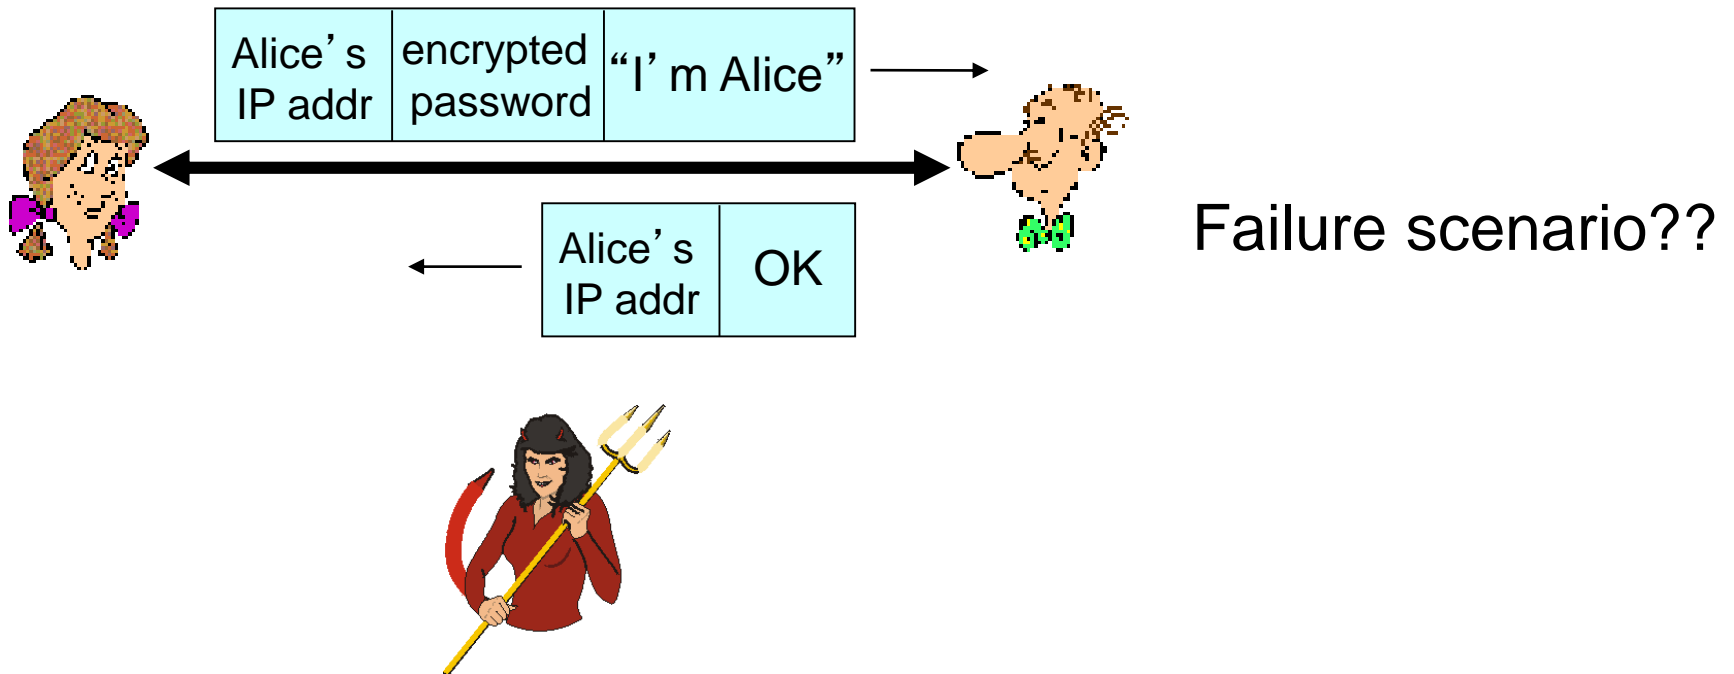 Alice’s
IP addr
encrypted
password
“I’m Alice”
Alice’s
IP addr
OK
Failure scenario??